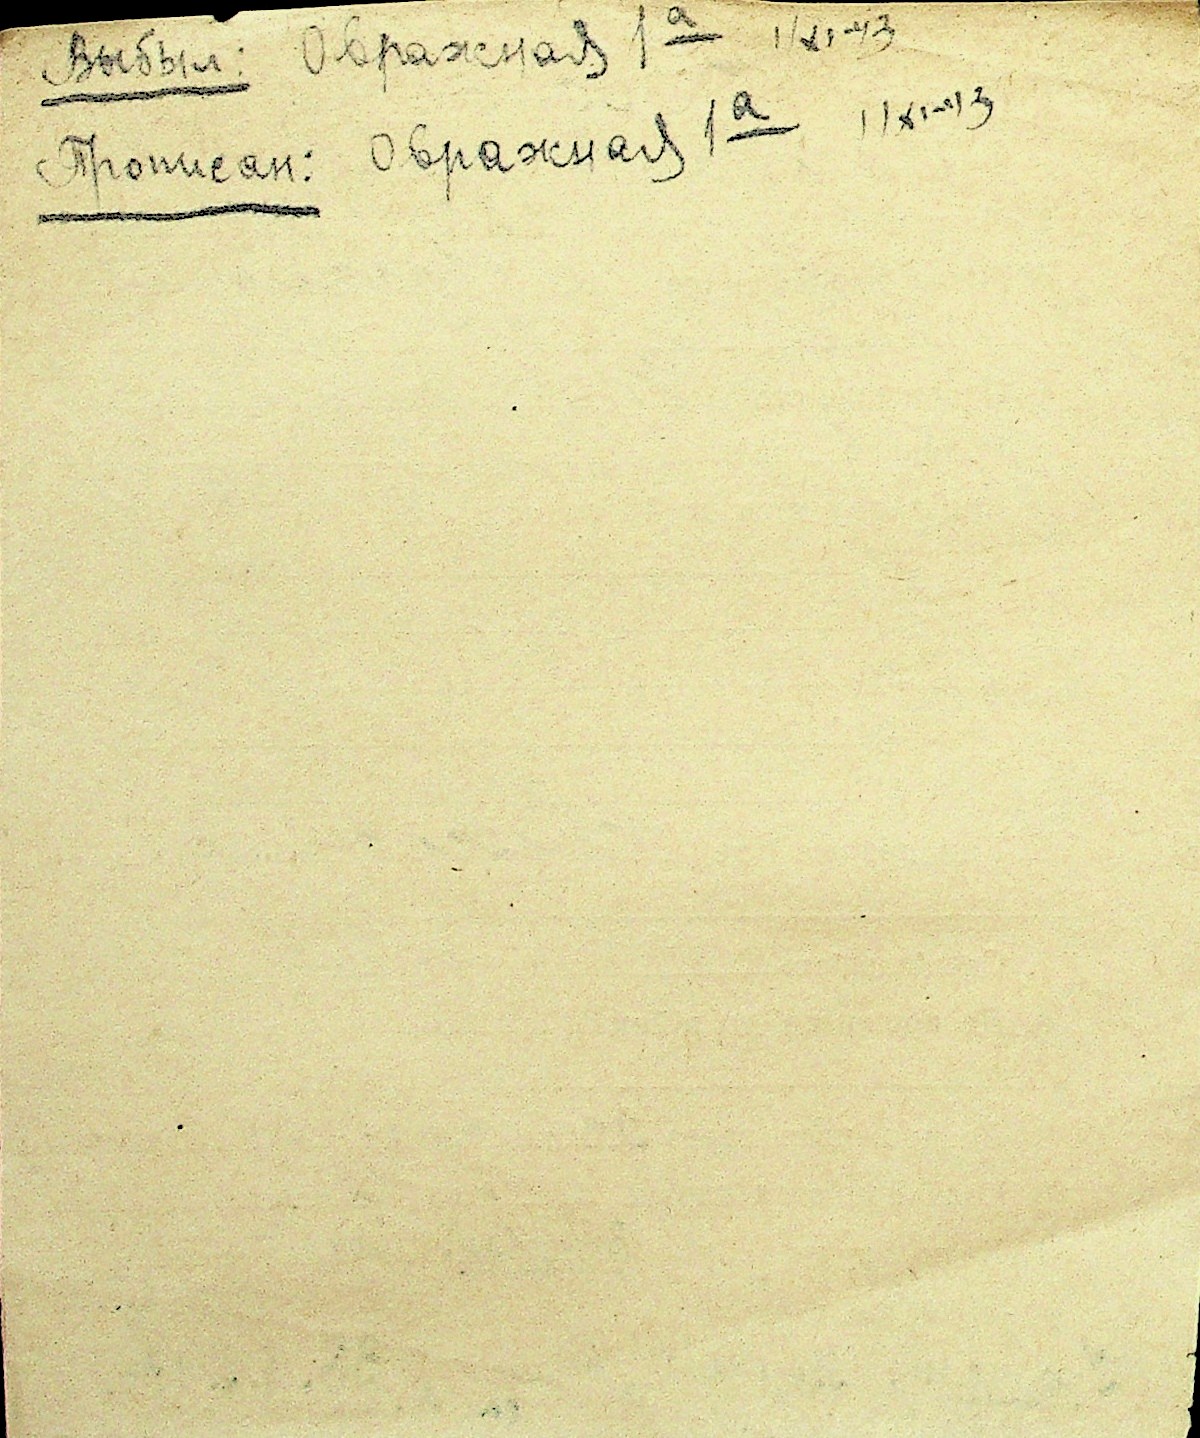 Выбыл: Овражная 1а 11/XI-43
Прописан: Овражная 1а 11/XI-43